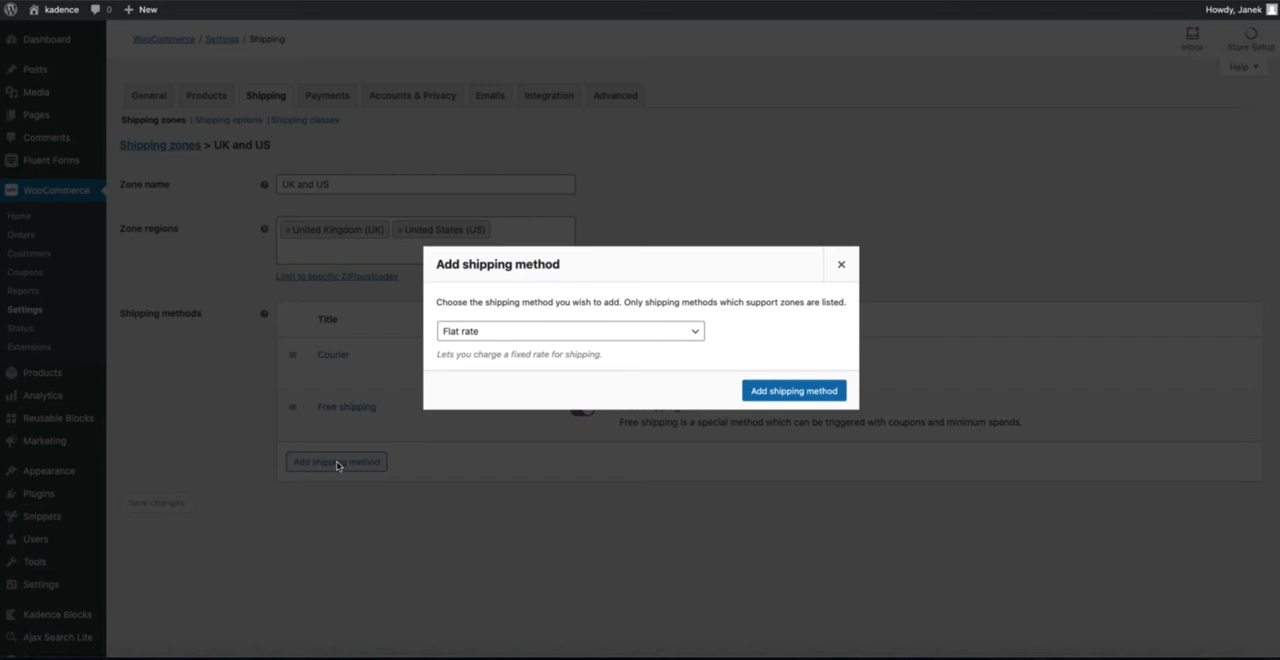 kadence 0 New Howdy, Janek
Dashboard
Posts
Media
Pages
Comments
Fluent Forms
WooCommerce
Home
Orders
Customers
Coupons
Reports
Settings
Status
Extensions
Products
Analytics
Reusable Blocks
Marketing
Appearance
Plugins
Snippets
Users
Tools
Settings
Kadence Blocks
Ajax Search Lite
WooCommerce / Settings / Shipping
Inbox
Store Setup
Help
General Products Shipping Payments Accounts & Privacy Emails Integration Advanced
Shipping zones | Shipping options | Shipping classes
Shipping zones > UK and US
Zone name UK and US
Zone regions × United Kingdom (UK) × United States (US)
Limit to specific ZIP/postcodes
Shipping methods Title
Courier
Free shipping
Free shipping is a special method which can be triggered with coupons and minimum spends.
Add shipping method
Save changes
Add shipping method
Choose the shipping method you wish to add. Only shipping methods which support zones are listed.
Flat rate
Lets you charge a fixed rate for shipping.
Add shipping method